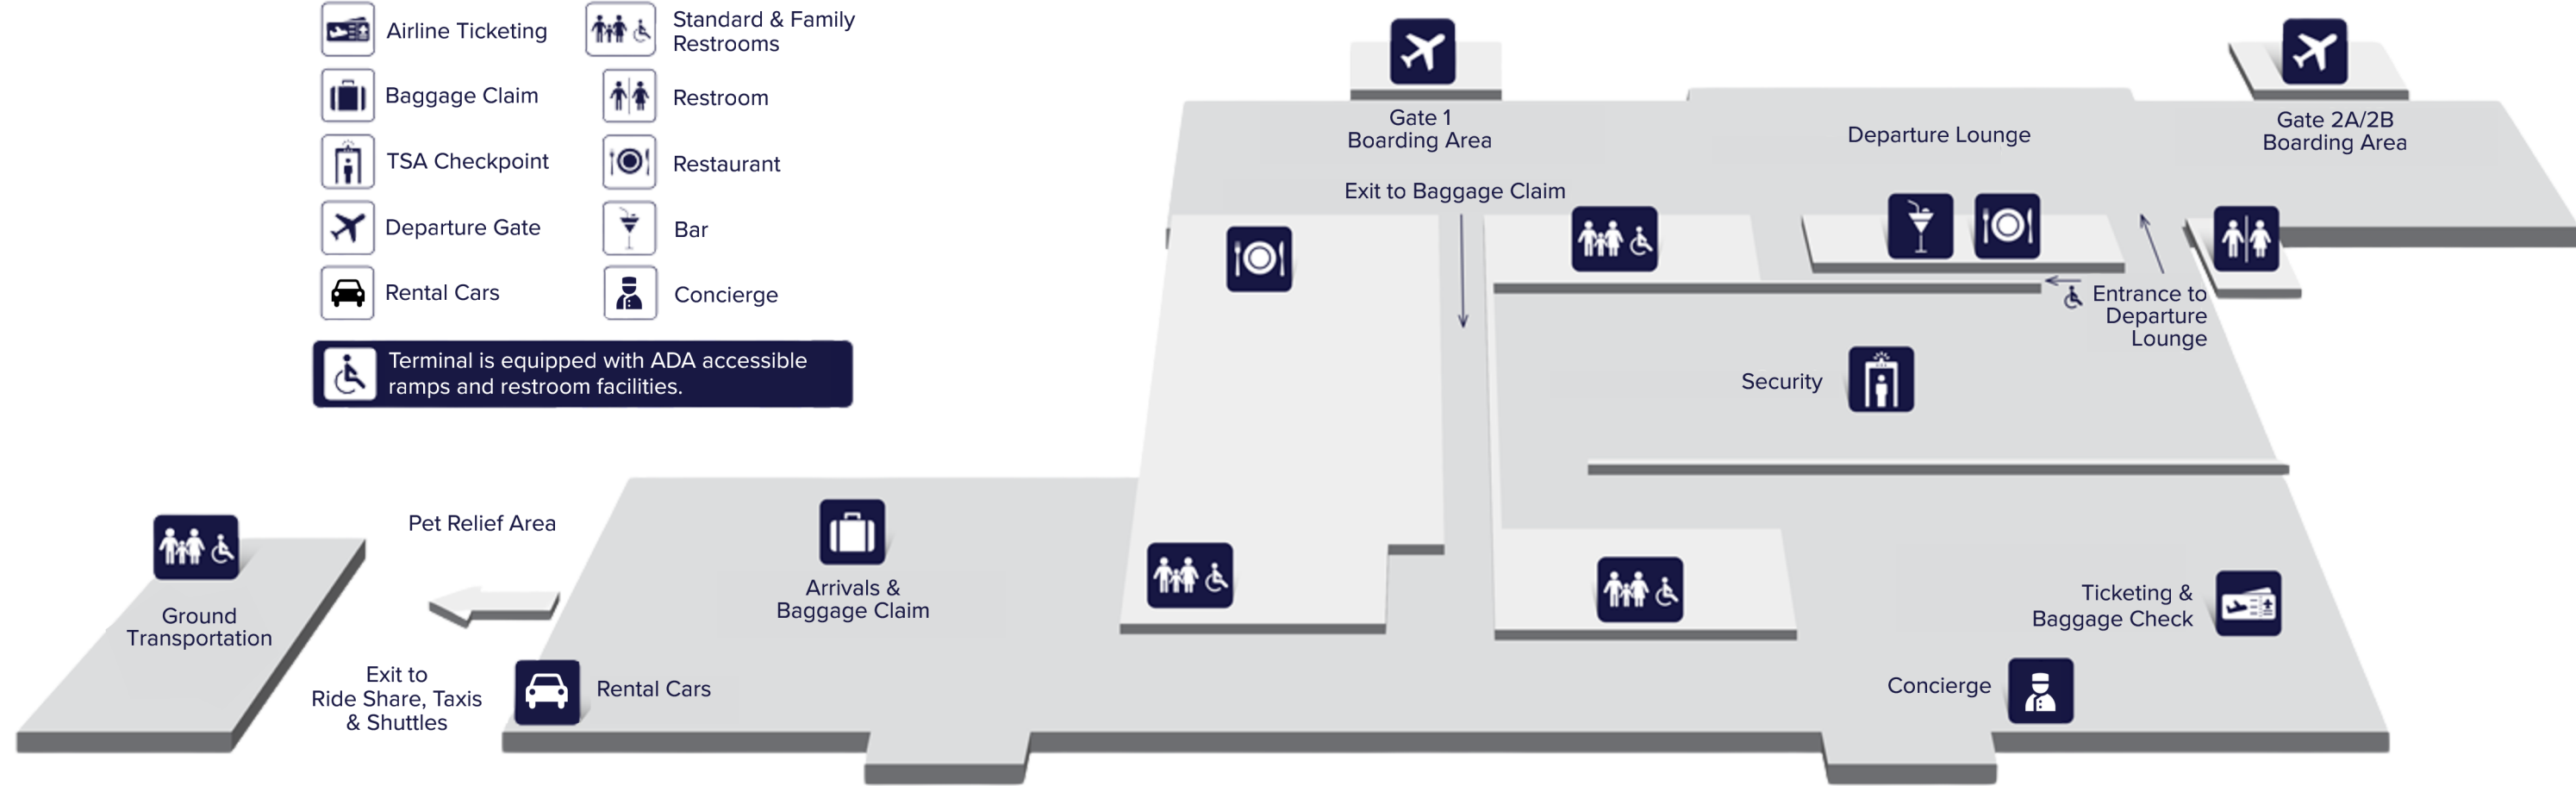 Airline Ticketing
Baggage Claim
TSA Checkpoint
Departure Gate
Rental Cars
Standard & Family
Restrooms
Restroom
Restaurant
Bar
Concierge
Terminal is equipped with ADA accessible
ramps and restroom facilities.
Gate 1
Boarding Area
Departure Lounge
Gate 2A/2B
Boarding Area
Exit to Baggage Claim
Entrance to
Departure
Lounge
Security
Pet Relief Area
Ground
Transportation
Arrivals &
Baggage Claim
Exit to
Ride Share, Taxis
& Shuttles
Rental Cars
Ticketing &
Baggage Check
Concierge